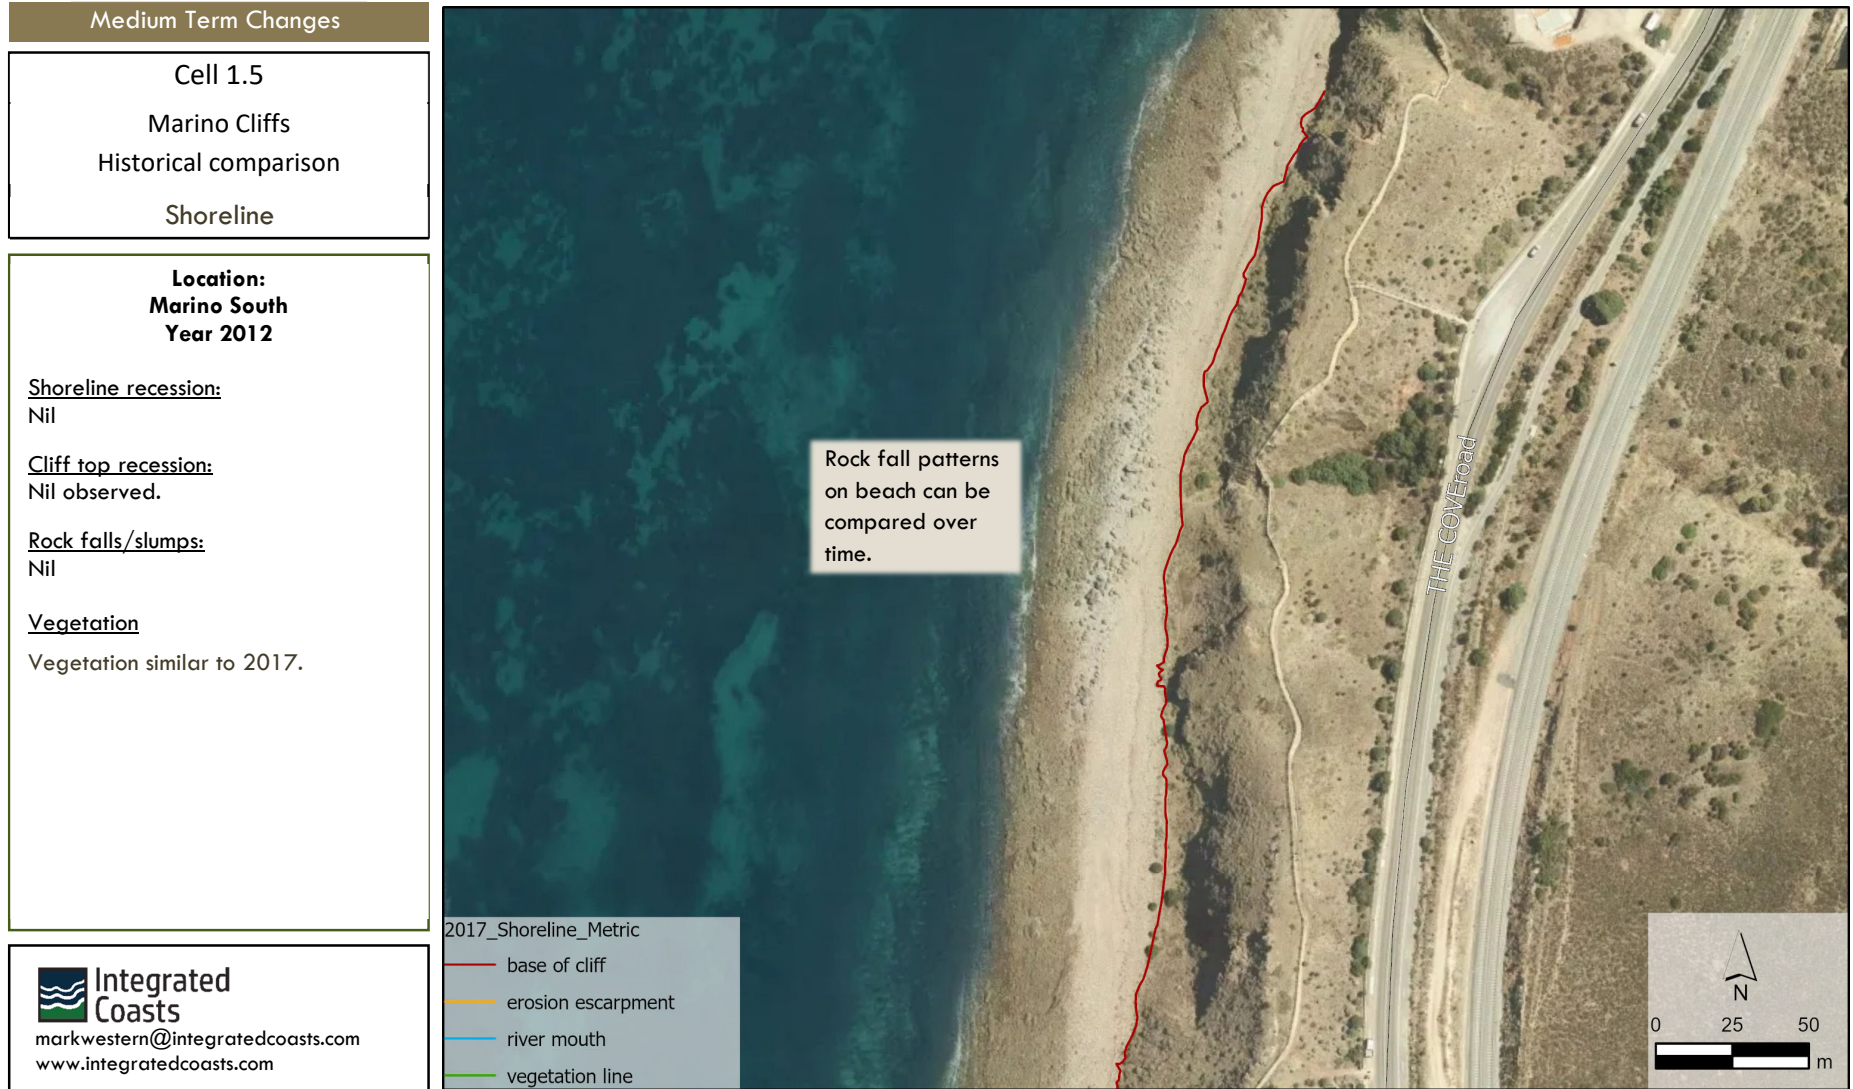 Medium Term Changes
Cell 1.5
Marino Cliffs
Historical comparison
Shoreline
Location:
Marino South
Year 2012
Shoreline recession:
Nil
Cliff top recession:
Nil observed.
Rock falls/slumps:
Nil
Vegetation
Vegetation similar to 2017.
Integrated
Coasts
markwestern@integratedcoasts.com
www.integratedcoasts.com
Rock fall patterns
on beach can be
compared over
time.
THE COVEroad
2017_Shoreline_Metric
base of cliff
erosion escarpment
river mouth
vegetation line
N
0 25 50
m